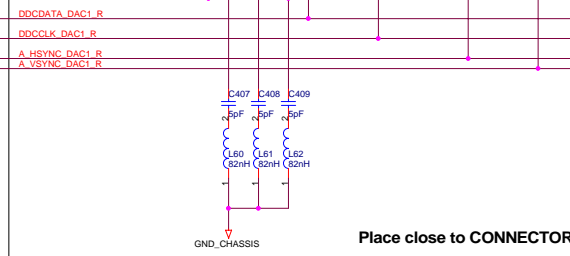 DDCDATA_DAC1_R
DDCCLK_DAC1_R
A_HSYNC_DAC1_R
A_VSYNC_DAC1_R
C407 C408 C409
5pF 5pF 5pF
2 2 2
L60 L61 L62
82nH 82nH 82nH
1 1 1
GND_CHASSIS
Place close to CONNECTOR